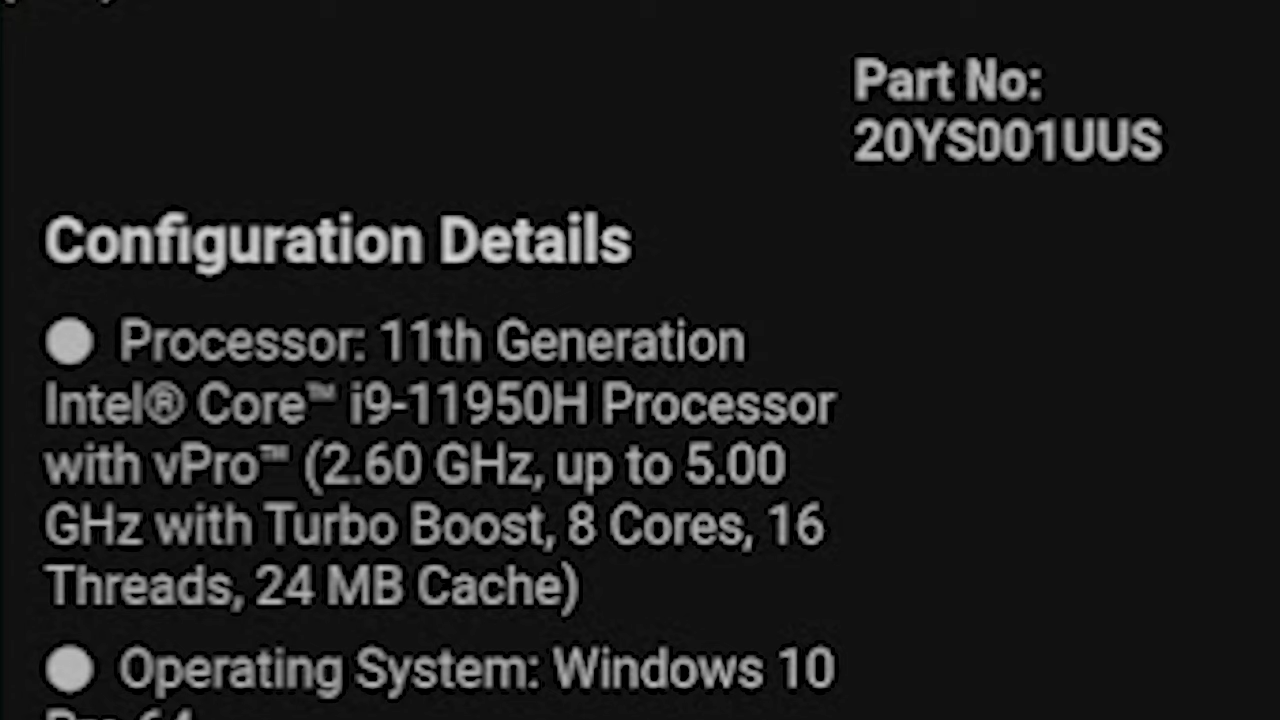 Part No:
20YS001UUS
Configuration Details
● Processor: 11th Generation
Intel® Core™ i9-11950H Processor
with vPro™ (2.60 GHz, up to 5.00
GHz with Turbo Boost, 8 Cores, 16
Threads, 24 MB Cache)
● Operating System: Windows 10